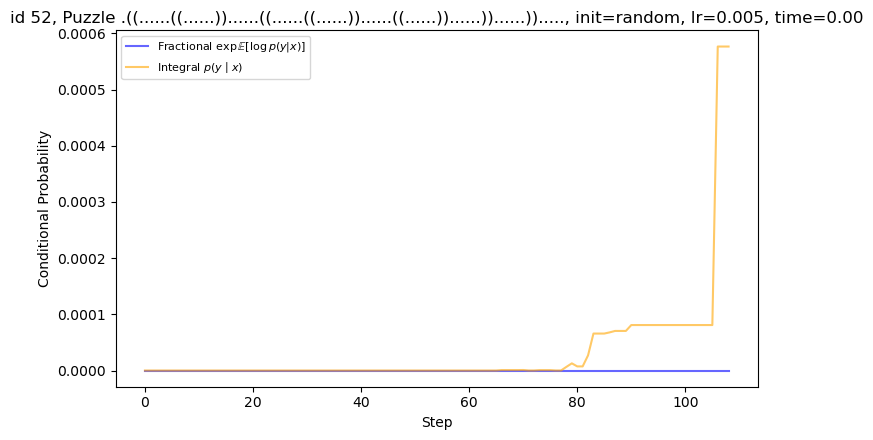 id 52, Puzzle .((......((......))......((......((......))......((......))......))......))....., init=random, lr=0.005, time=0.00
Fractional exp𝔼[log p(y|x)]
Integral p(y | x)
Conditional Probability
0.0006
0.0005
0.0004
0.0003
0.0002
0.0001
0.0000
0 20 40 60 80 100
Step